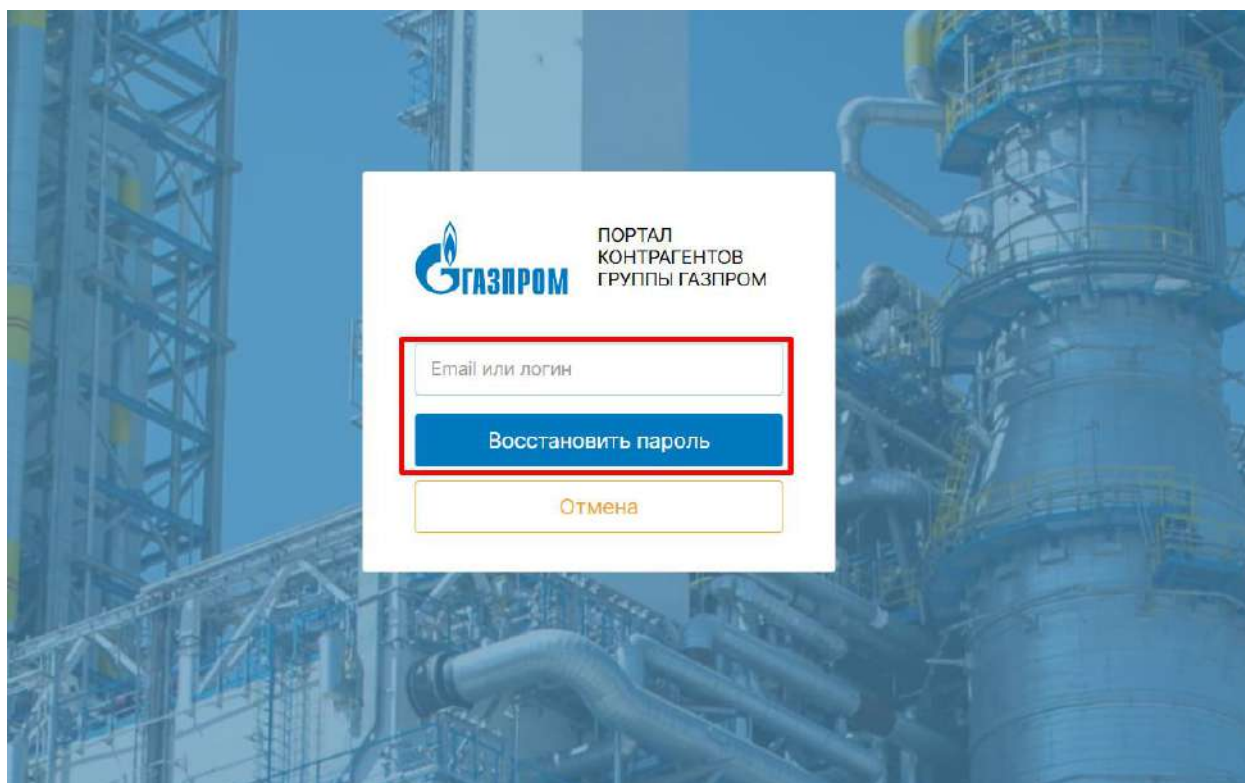 ГАЗПРОМ
ПОРТАЛ
КОНТРАГЕНТОВ
ГРУППЫ ГАЗПРОМ
Email или логин
Восстановить пароль
Отмена